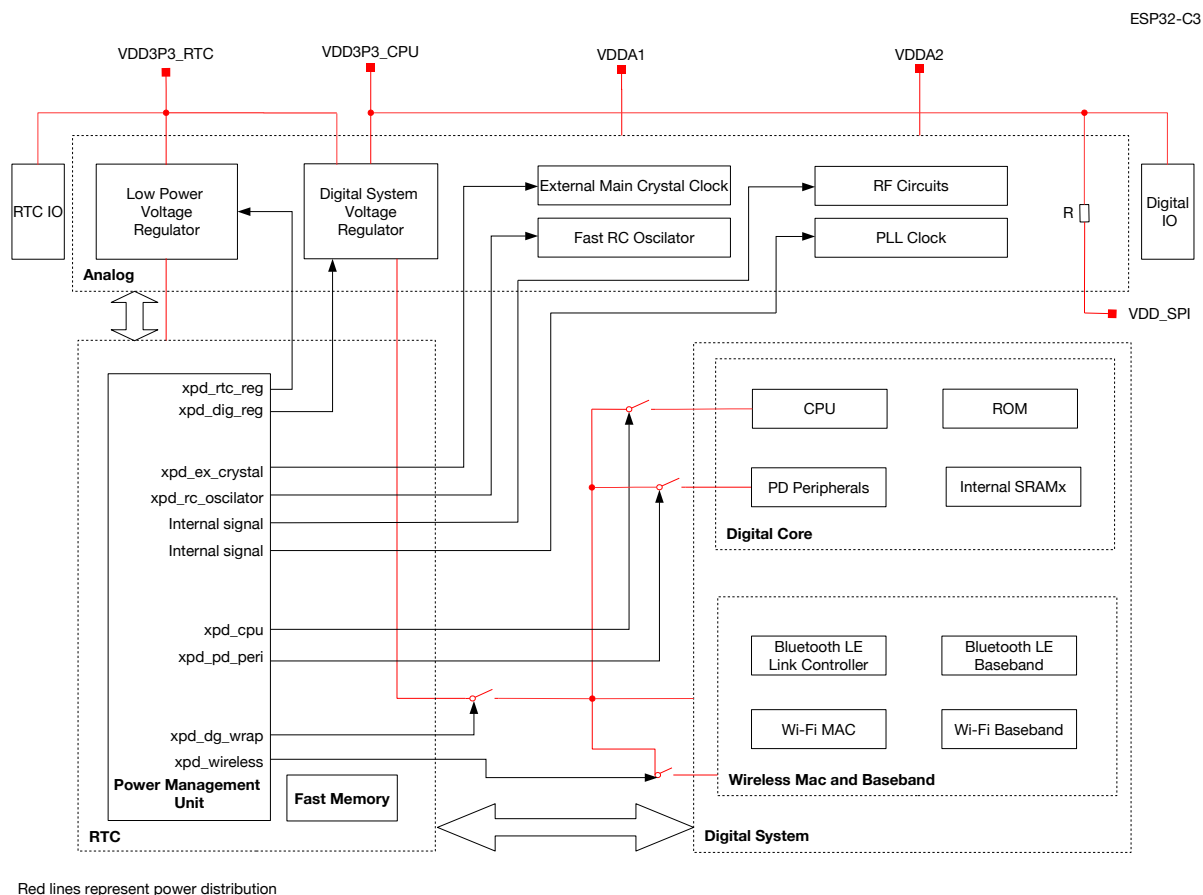 ESP32-C3
VDD3P3_RTC
VDD3P3_CPU
VDDA1
VDDA2
RTC IO
Low Power
Voltage
Regulator
Digital System
Voltage
Regulator
External Main Crystal Clock
RF Circuits
Fast RC Oscilator
PLL Clock
R
Digital
IO
Analog
VDD_SPI
xpd_rtc_reg
xpd_dig_reg
xpd_ex_crystal
xpd_rc_oscilator
Internal signal
Internal signal
xpd_cpu
xpd_pd_peri
xpd_dg_wrap
xpd_wireless
Power Management
Unit
Fast Memory
RTC
CPU
ROM
PD Peripherals
Internal SRAMx
Digital Core
Bluetooth LE
Link Controller
Bluetooth LE
Baseband
Wi-Fi MAC
Wi-Fi Baseband
Wireless Mac and Baseband
Digital System
Red lines represent power distribution